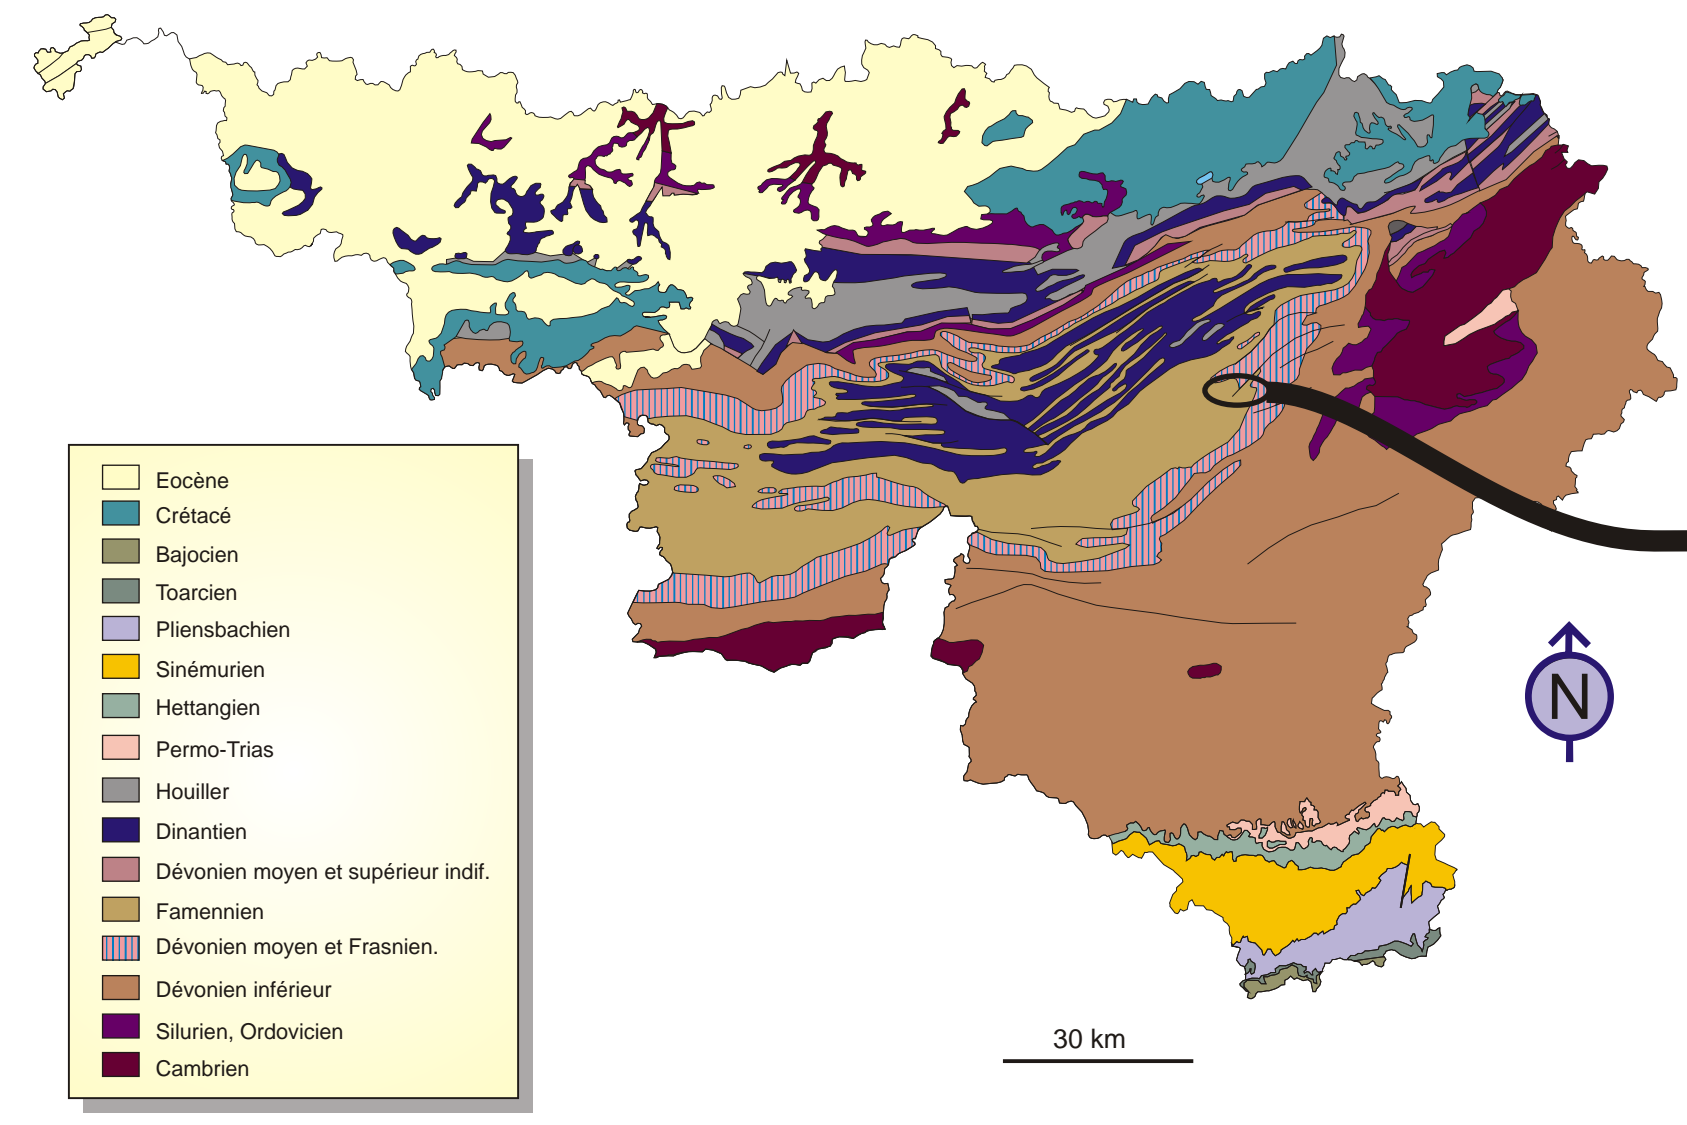 Eocène
Crétacé
Bajocien
Toarcien
Pliensbachien
Sinémurien
Hettangien
Permo-Trias
Houiller
Dinantien
Dévonien moyen et supérieur indif.
Famennien
Dévonien moyen et Frasnien.
Dévonien inférieur
Silurien, Ordovicien
Cambrien
N
30 km